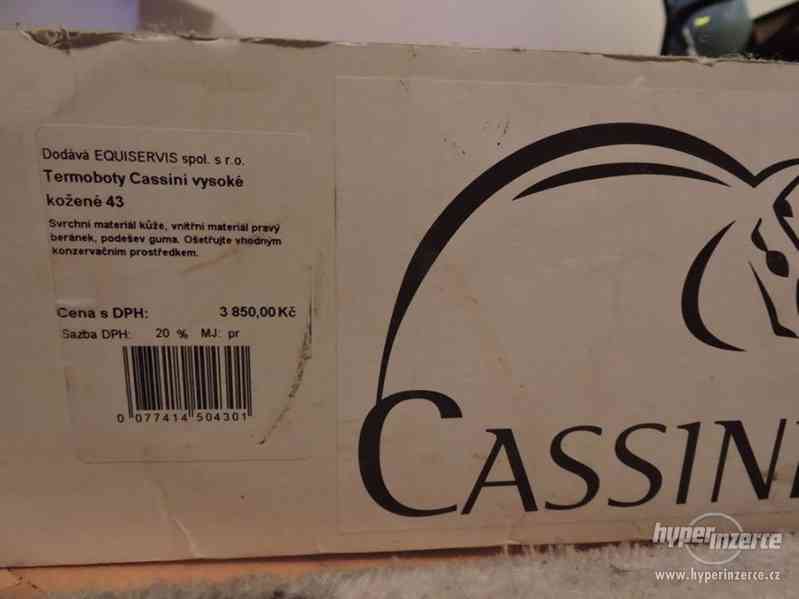 Dodává EQUISERVIS spol. s r.o.
Termoboty Cassini vysoké
kožené 43
Svrchní materiál kůže, vnitřní materiál pravý
beránek, podešev guma. Ošetřujte vhodným
konzervačním prostředkem.
Cena s DPH: 3 850,00 Kč
Sazba DPH: 20 % MJ: pr
0 077414 504301
CASSINI
hyperinzerce
www.hyperinzerce.cz